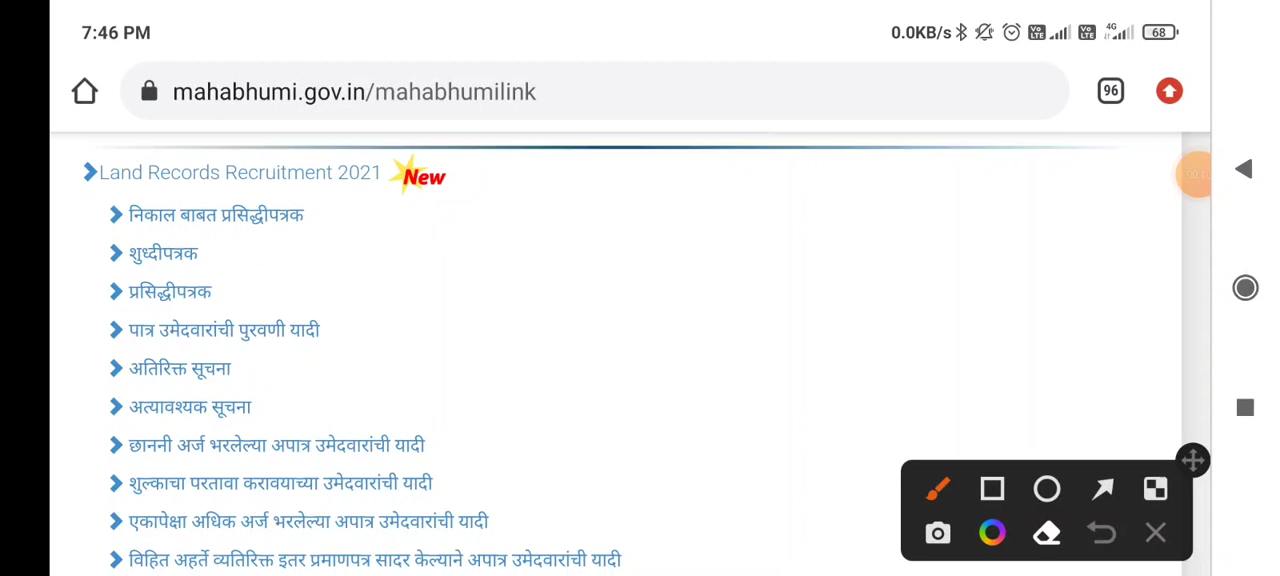 7:46 PM
0.0KB/s
4G
68
mahabhumi.gov.in/mahabhumilink
96
Land Records Recruitment 2021 New
निकाल बाबत प्रसिद्धीपत्रक
शुध्दीपत्रक
प्रसिद्धीपत्रक
पात्र उमेदवारांची पुरवणी यादी
अतिरिक्त सूचना
अत्यावश्यक सूचना
छाननी अर्ज भरलेल्या अपात्र उमेदवारांची यादी
शुल्काचा परतावा करावयाच्या उमेदवारांची यादी
एकापेक्षा अधिक अर्ज भरलेल्या अपात्र उमेदवारांची यादी
विहित अहर्ते व्यतिरिक्त इतर प्रमाणपत्र सादर केल्याने अपात्र उमेदवारांची यादी